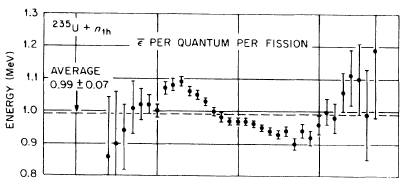 ²³⁵U + n_th
ε̄ PER QUANTUM PER FISSION
AVERAGE
0.99 ± 0.07
ENERGY (MeV)
1.3
1.2
1.1
1.0
0.9
0.8